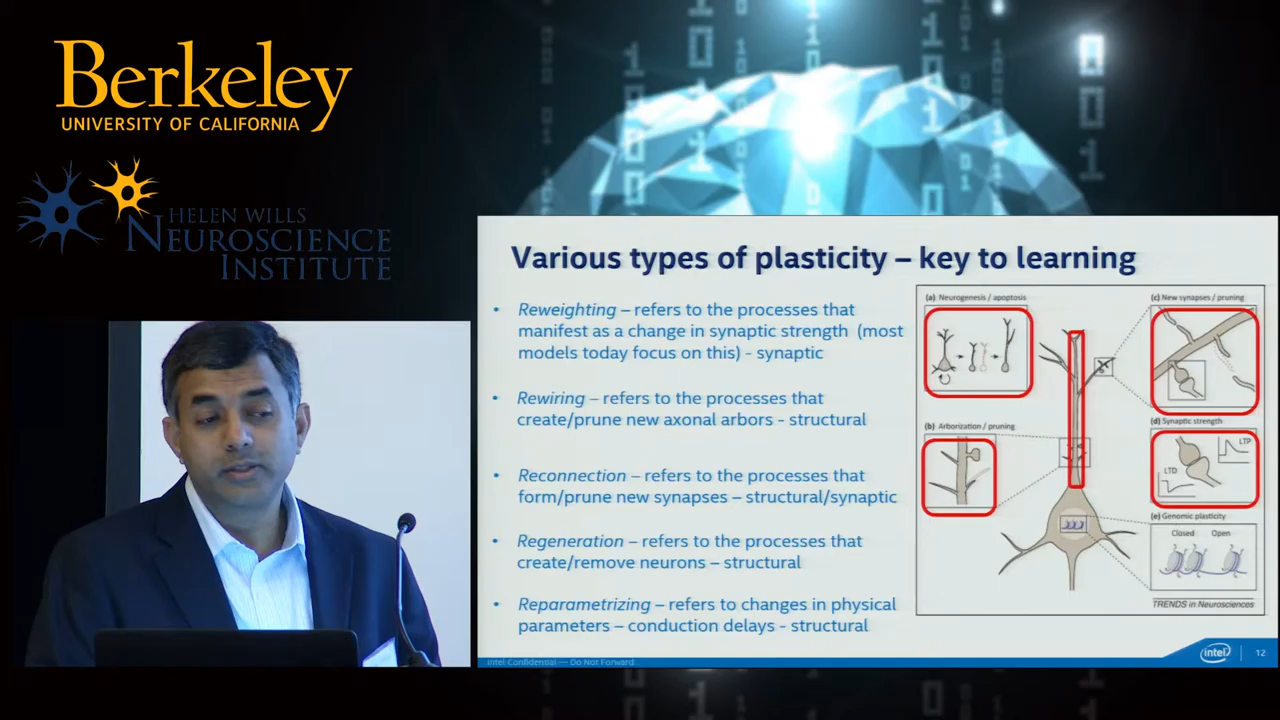 Berkeley
UNIVERSITY OF CALIFORNIA
HELEN WILLS
NEUROSCIENCE
INSTITUTE
Various types of plasticity – key to learning
• Reweighting – refers to the processes that
manifest as a change in synaptic strength (most
models today focus on this) - synaptic
• Rewiring – refers to the processes that
create/prune new axonal arbors - structural
• Reconnection – refers to the processes that
form/prune new synapses – structural/synaptic
• Regeneration – refers to the processes that
create/remove neurons – structural
• Reparametrizing – refers to changes in physical
parameters – conduction delays - structural
(a) Neurogenesis / apoptosis
(b) Arborization / pruning
(c) New synapses / pruning
(d) Synaptic strength
LTP
LTD
(e) Genomic plasticity
Closed Open
TRENDS in Neurosciences
Intel Confidential — Do Not Forward
intel
12